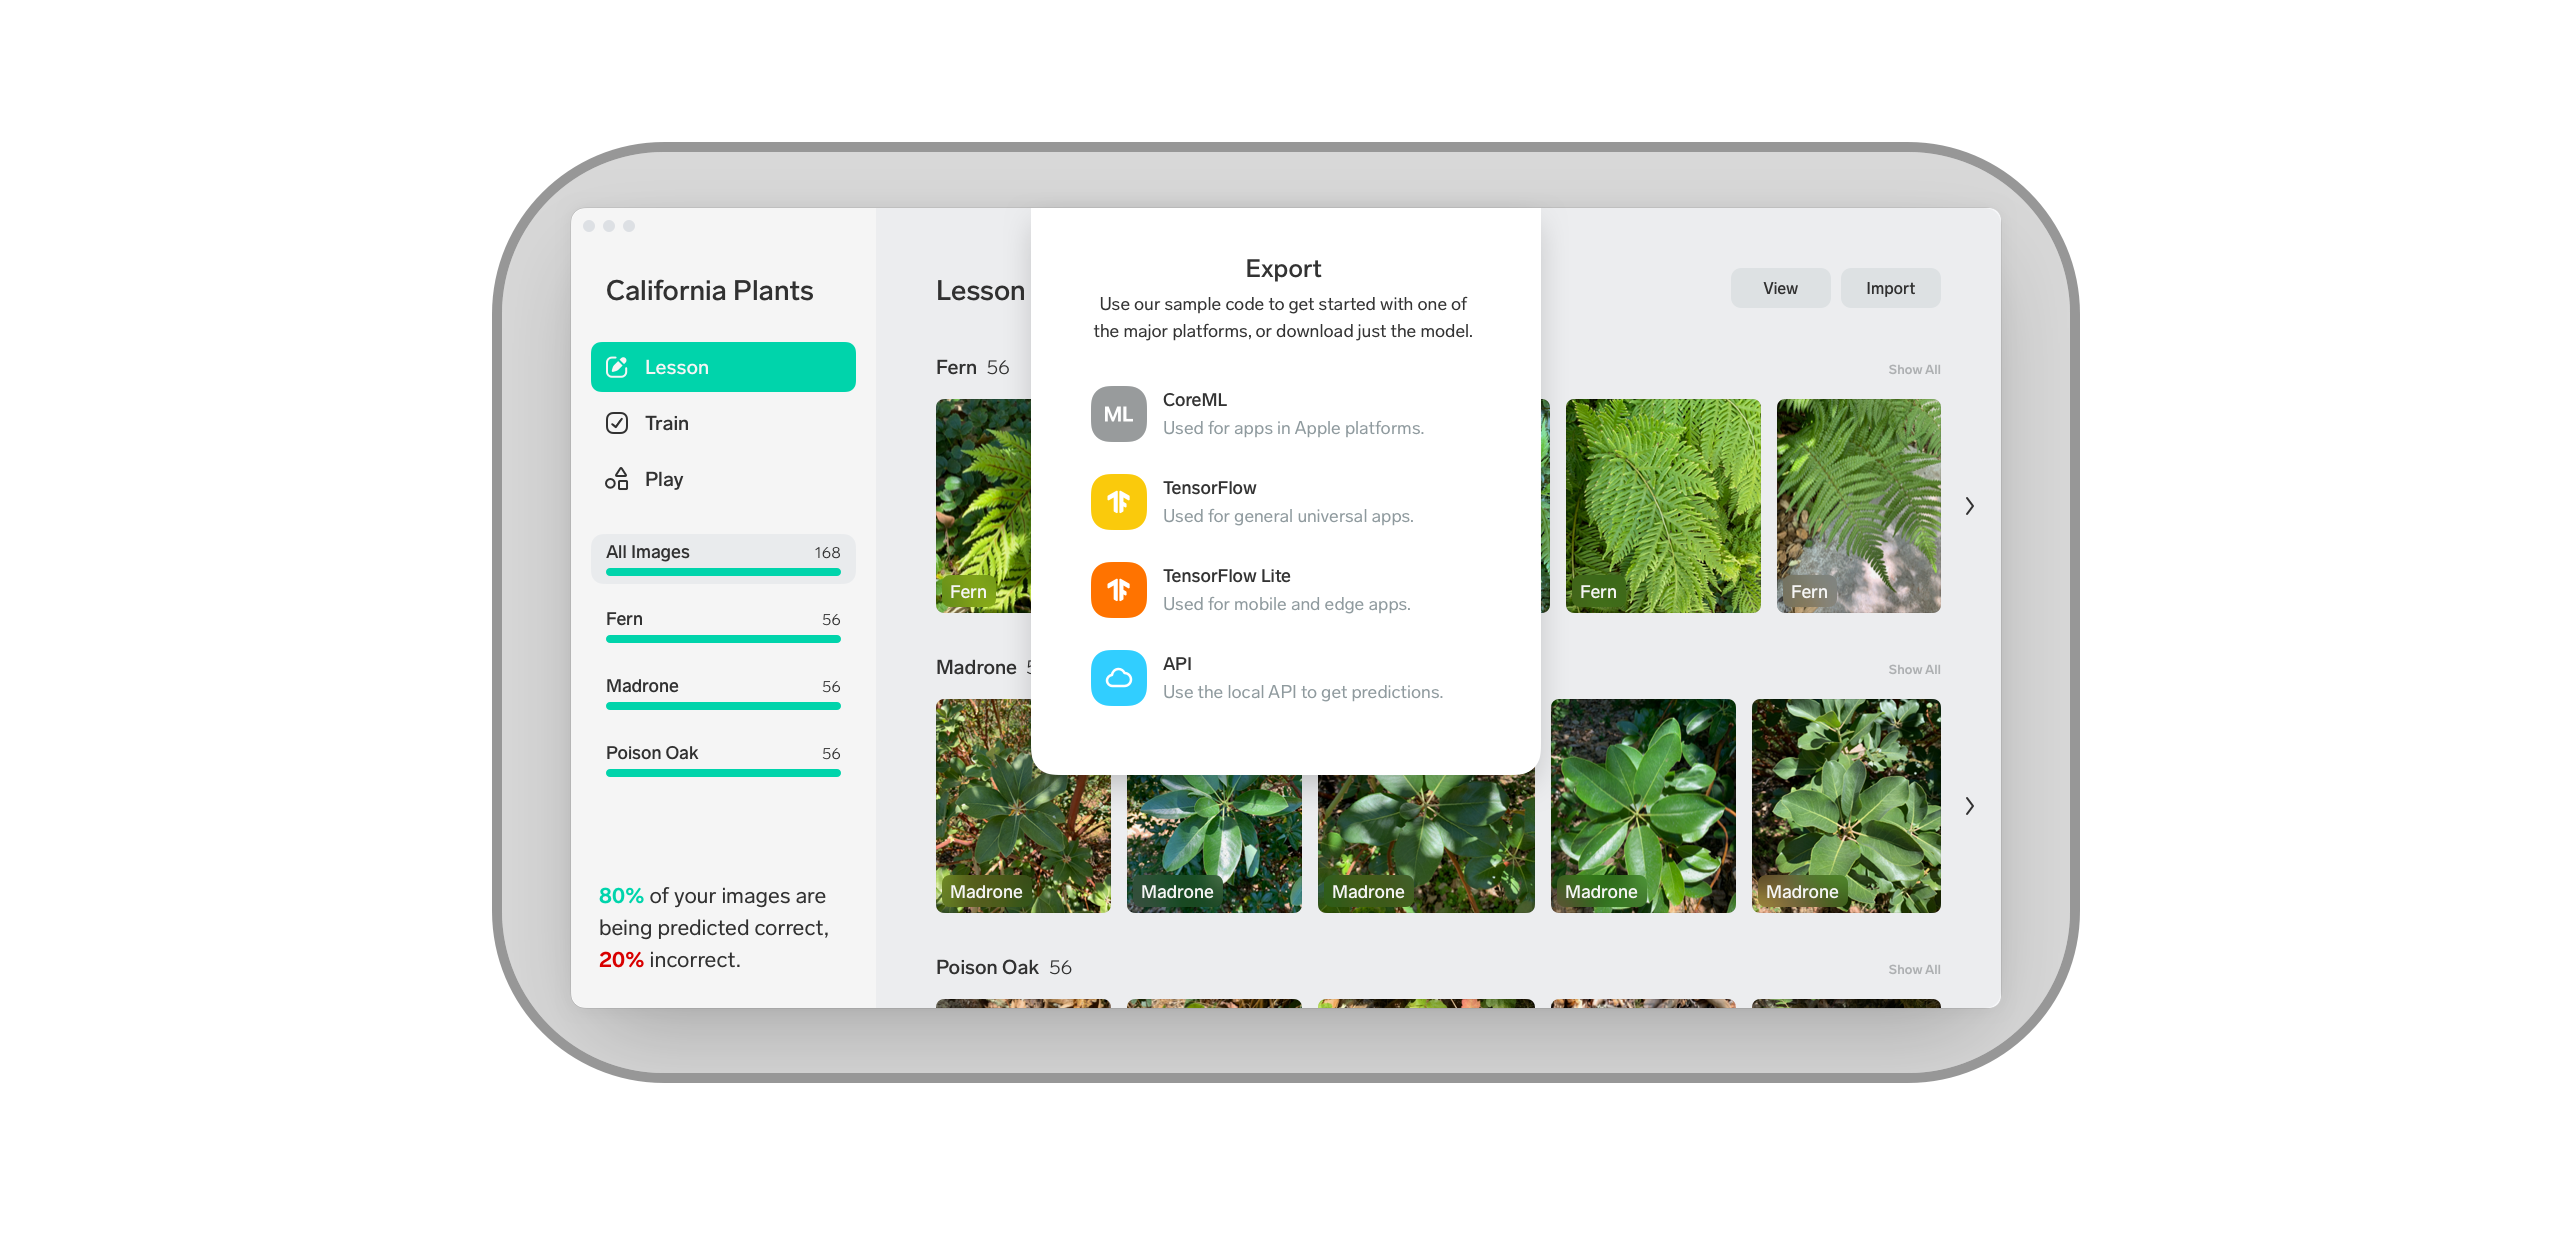 California Plants
Lesson
Train
Play
All Images 168
Fern 56
Madrone 56
Poison Oak 56
80% of your images are
being predicted correct,
20% incorrect.
Lesson
View
Import
Export
Use our sample code to get started with one of
the major platforms, or download just the model.
ML
CoreML
Used for apps in Apple platforms.
TensorFlow
Used for general universal apps.
TensorFlow Lite
Used for mobile and edge apps.
API
Use the local API to get predictions.
Fern 56
Show All
Fern
Fern
Fern
Madrone
Show All
Madrone
Madrone
Madrone
Madrone
Madrone
Poison Oak 56
Show All